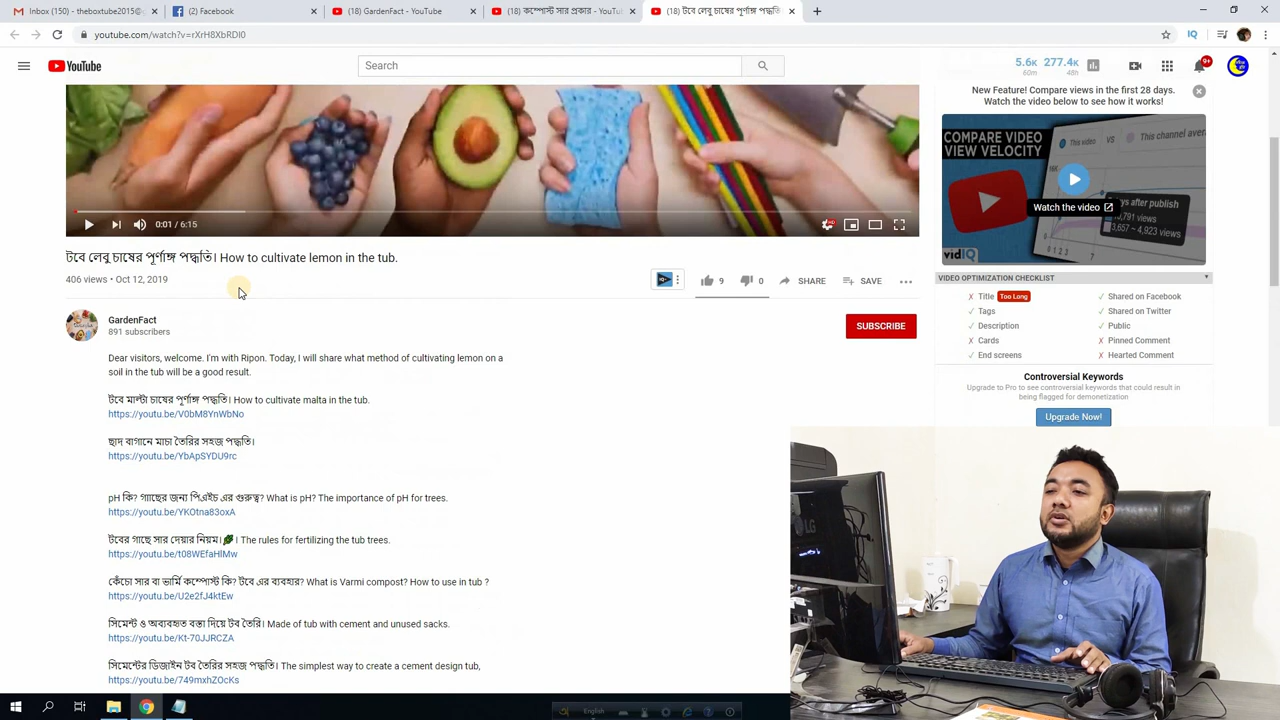 Inbox (150) - theboxtube2015@
(2) Facebook
(18) GardenFact - YouTube
(18) কম্পোস্ট সার প্রকার - YouTub
(18) টবে লেবু চাষের পূর্ণাঙ্গ পদ্ধতি
youtube.com/watch?v=rXrH8XbRDI0
IQ
YouTube
Search
5.6K 277.4K
60m 48h
9+
New Feature! Compare views in the first 28 days.
Watch the video below to see how it works!
COMPARE VIDEO
VIEW VELOCITY
This video
VS
This channel
Watch the video
days after publish
3,657 – 4,923 views
vidIQ
0:01 / 6:15
টবে লেবু চাষের পূর্ণাঙ্গ পদ্ধতি। How to cultivate lemon in the tub.
406 views • Oct 12, 2019
9
0
SHARE
SAVE
VIDEO OPTIMIZATION CHECKLIST
Title Too Long
Shared on Facebook
Tags
Shared on Twitter
Description
Public
Cards
Pinned Comment
End screens
Hearted Comment
Controversial Keywords
Upgrade to Pro to see controversial keywords that could result in
being flagged for demonetization
Upgrade Now!
GardenFact
891 subscribers
SUBSCRIBE
Dear visitors, welcome. I'm with Ripon. Today, I will share what method of cultivating lemon on a
soil in the tub will be a good result.
টবে মাল্টা চাষের পূর্ণাঙ্গ পদ্ধতি। How to cultivate malta in the tub.
https://youtu.be/V0bM8YnWbNo
ছাদ বাগানে মাচা তৈরির সহজ পদ্ধতি।
https://youtu.be/YbApSYDU9rc
pH কি? গাছের জন্য পিএইচ এর গুরুত্ব? What is pH? The importance of pH for trees.
https://youtu.be/YKOtna83oxA
টবের গাছে সার দেয়ার নিয়ম। The rules for fertilizing the tub trees.
https://youtu.be/t08WEfaHlMw
কেঁচো সার বা ভার্মি কম্পোস্ট কি? টবে এর ব্যবহার? What is Varmi compost? How to use in tub ?
https://youtu.be/U2e2fJ4ktEw
সিমেন্ট ও অব্যবহৃত বস্তা দিয়ে টব তৈরি। Made of tub with cement and unused sacks.
https://youtu.be/Kt-70JJRCZA
সিমেন্টের ডিজাইন টব তৈরির সহজ পদ্ধতি। The simplest way to create a cement design tub,
https://youtu.be/749mxhZOcKs
LG
English